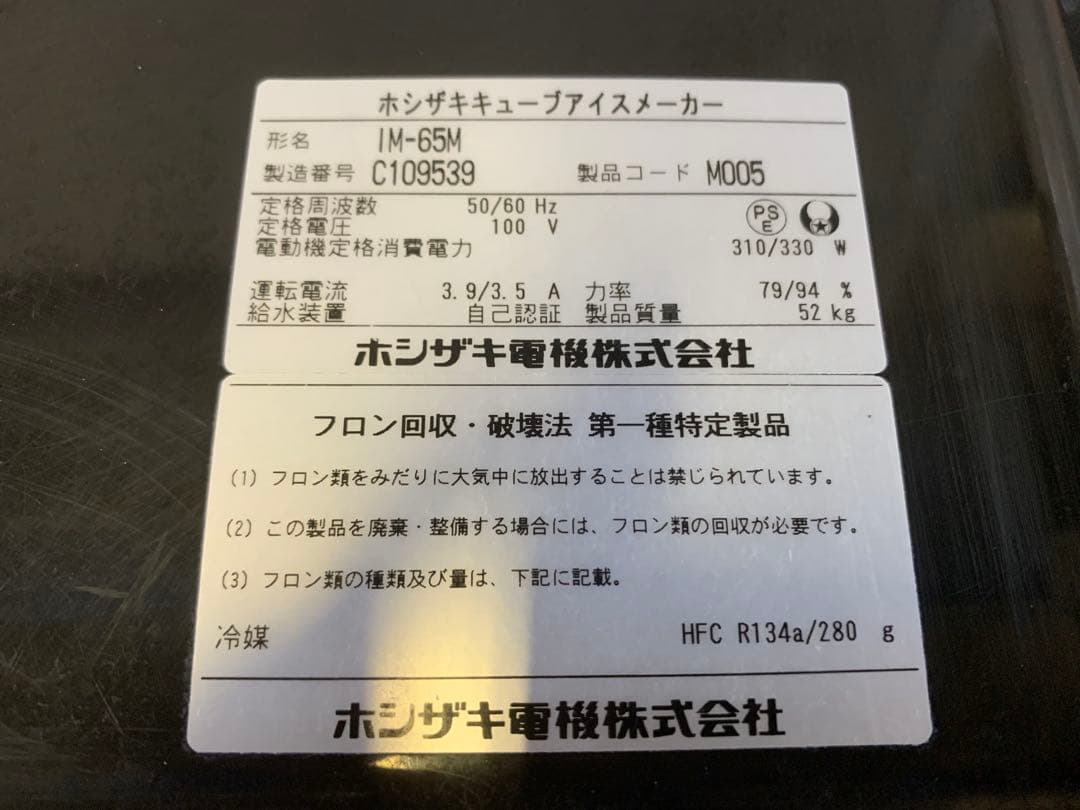 ホシザキキューブアイスメーカー
形名 IM-65M
製造番号 C109539 製品コード M005
定格周波数 50/60 Hz
定格電圧 100 V
PS E
電動機定格消費電力 310/330 W
運転電流 3.9/3.5 A 力率 79/94 %
給水装置 自己認証 製品質量 52 kg
ホシザキ電機株式会社
フロン回収・破壊法 第一種特定製品
(1) フロン類をみだりに大気中に放出することは禁じられています。
(2) この製品を廃棄・整備する場合には、フロン類の回収が必要です。
(3) フロン類の種類及び量は、下記に記載。
冷媒 HFC R134a/280 g
ホシザキ電機株式会社